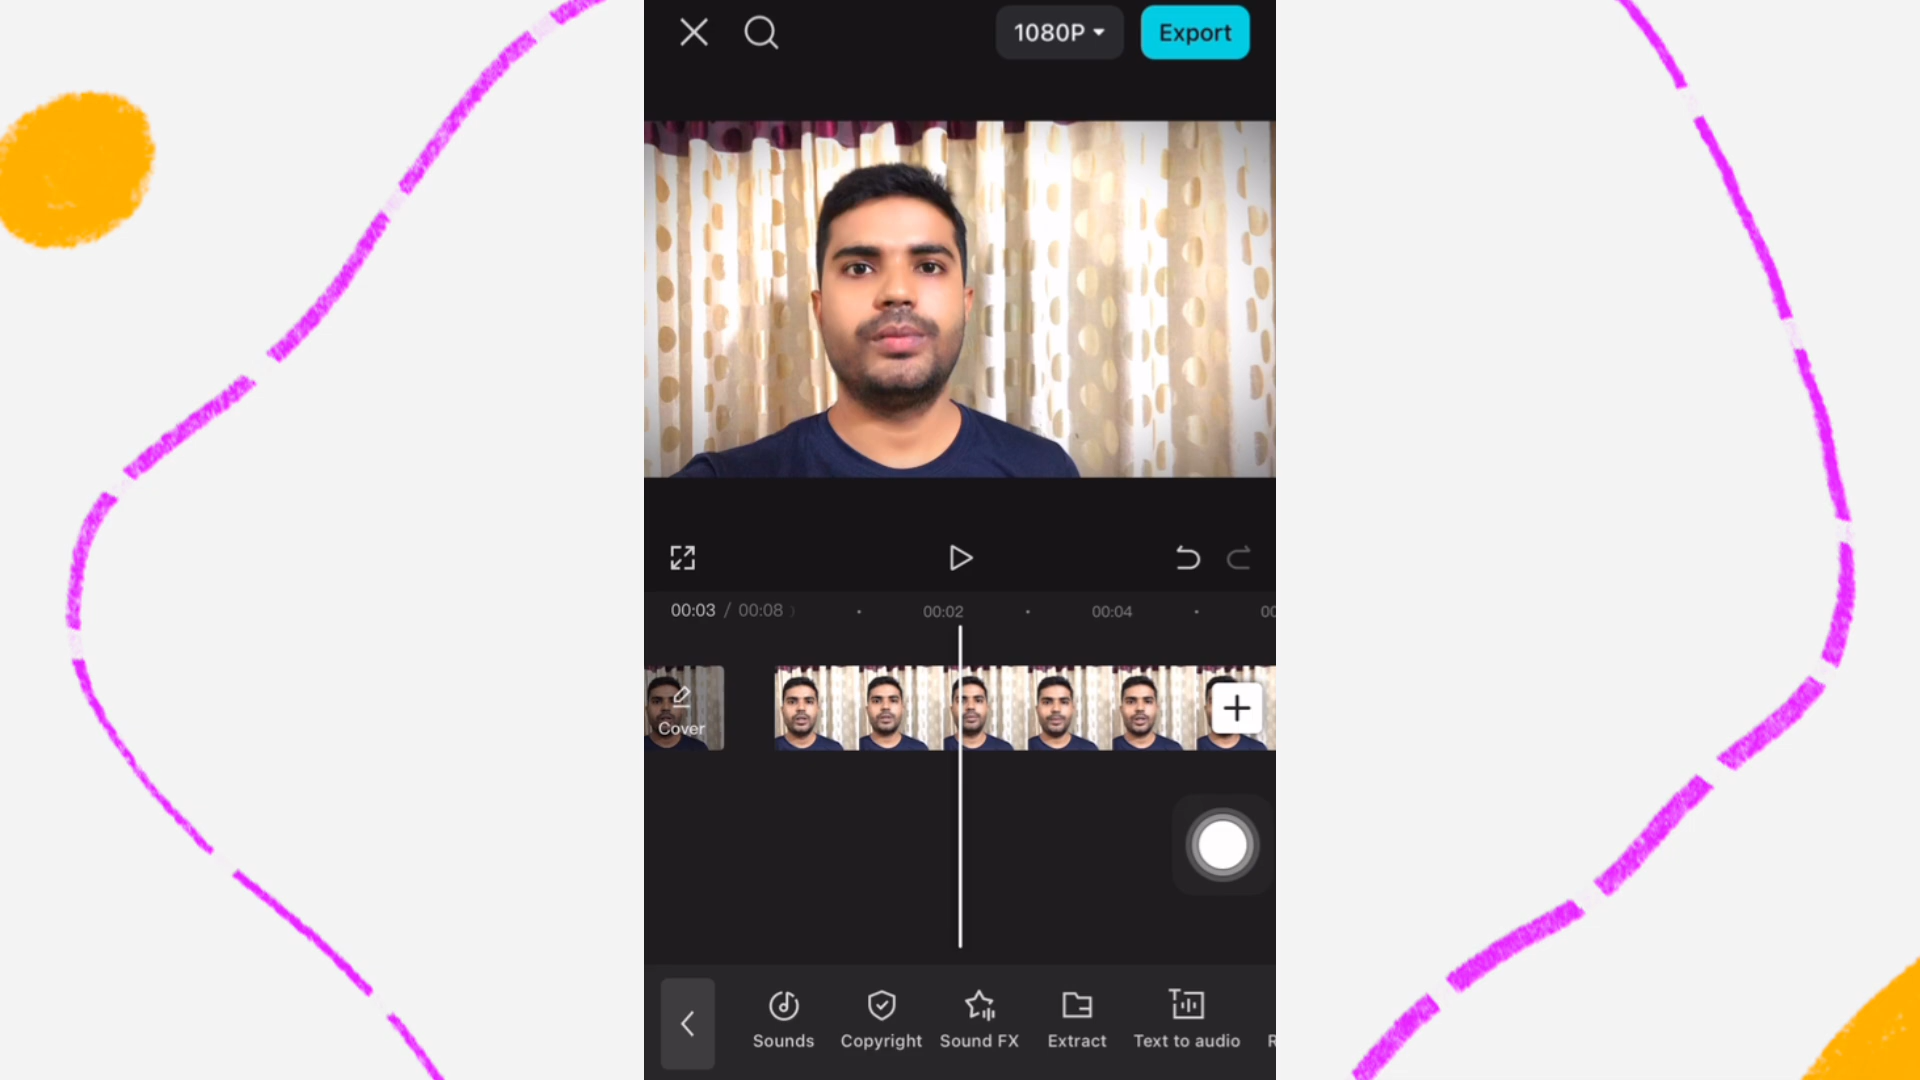 1080P
Export
00:03 / 00:08
00:02
00:04
00
Cover
Sounds
Copyright
Sound FX
Extract
Text to audio
R